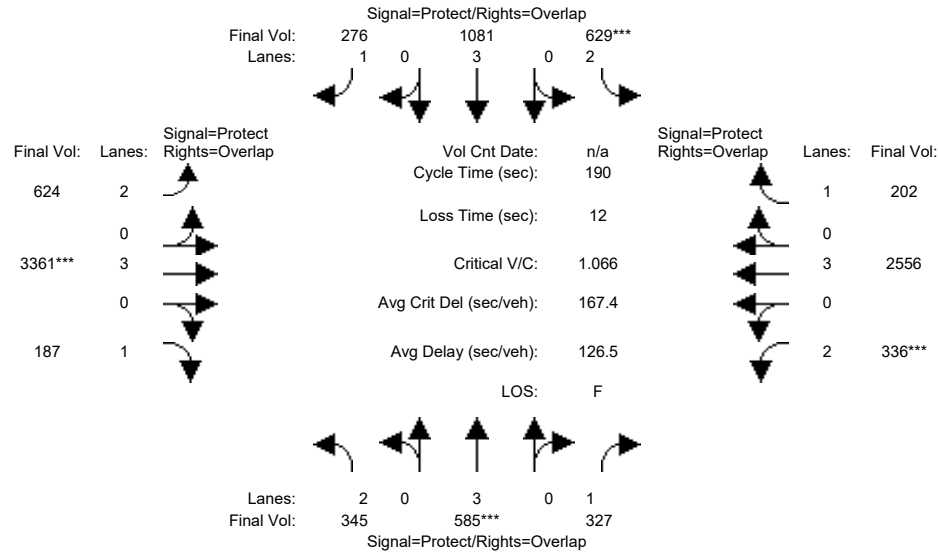 Signal=Protect/Rights=Overlap
Final Vol: 276 1081 629***
Lanes: 1 0 3 0 2
Signal=Protect
Final Vol: Lanes: Rights=Overlap
Vol Cnt Date: n/a
Signal=Protect
Rights=Overlap Lanes: Final Vol:
Cycle Time (sec): 190
624 2
1 202
Loss Time (sec): 12
0
0
3361*** 3
Critical V/C: 1.066
3 2556
0
Avg Crit Del (sec/veh): 167.4
0
187 1
Avg Delay (sec/veh): 126.5
2 336***
LOS: F
Lanes: 2 0 3 0 1
Final Vol: 345 585*** 327
Signal=Protect/Rights=Overlap